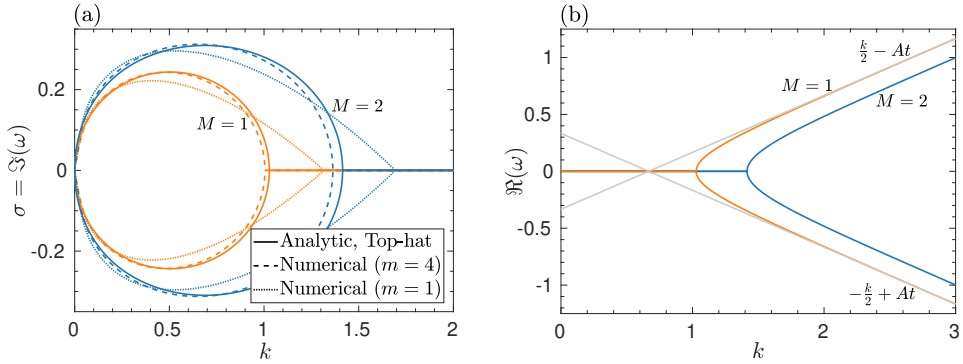 (a)
0.2
0
-0.2
σ = ℑ(ω)
M = 1
M = 2
Analytic, Top-hat
Numerical (m = 4)
Numerical (m = 1)
0
0.5
1
1.5
2
k
(b)
1
0.5
0
-0.5
-1
ℜ(ω)
k/2 − At
M = 1
M = 2
−k/2 + At
0
1
2
3
k